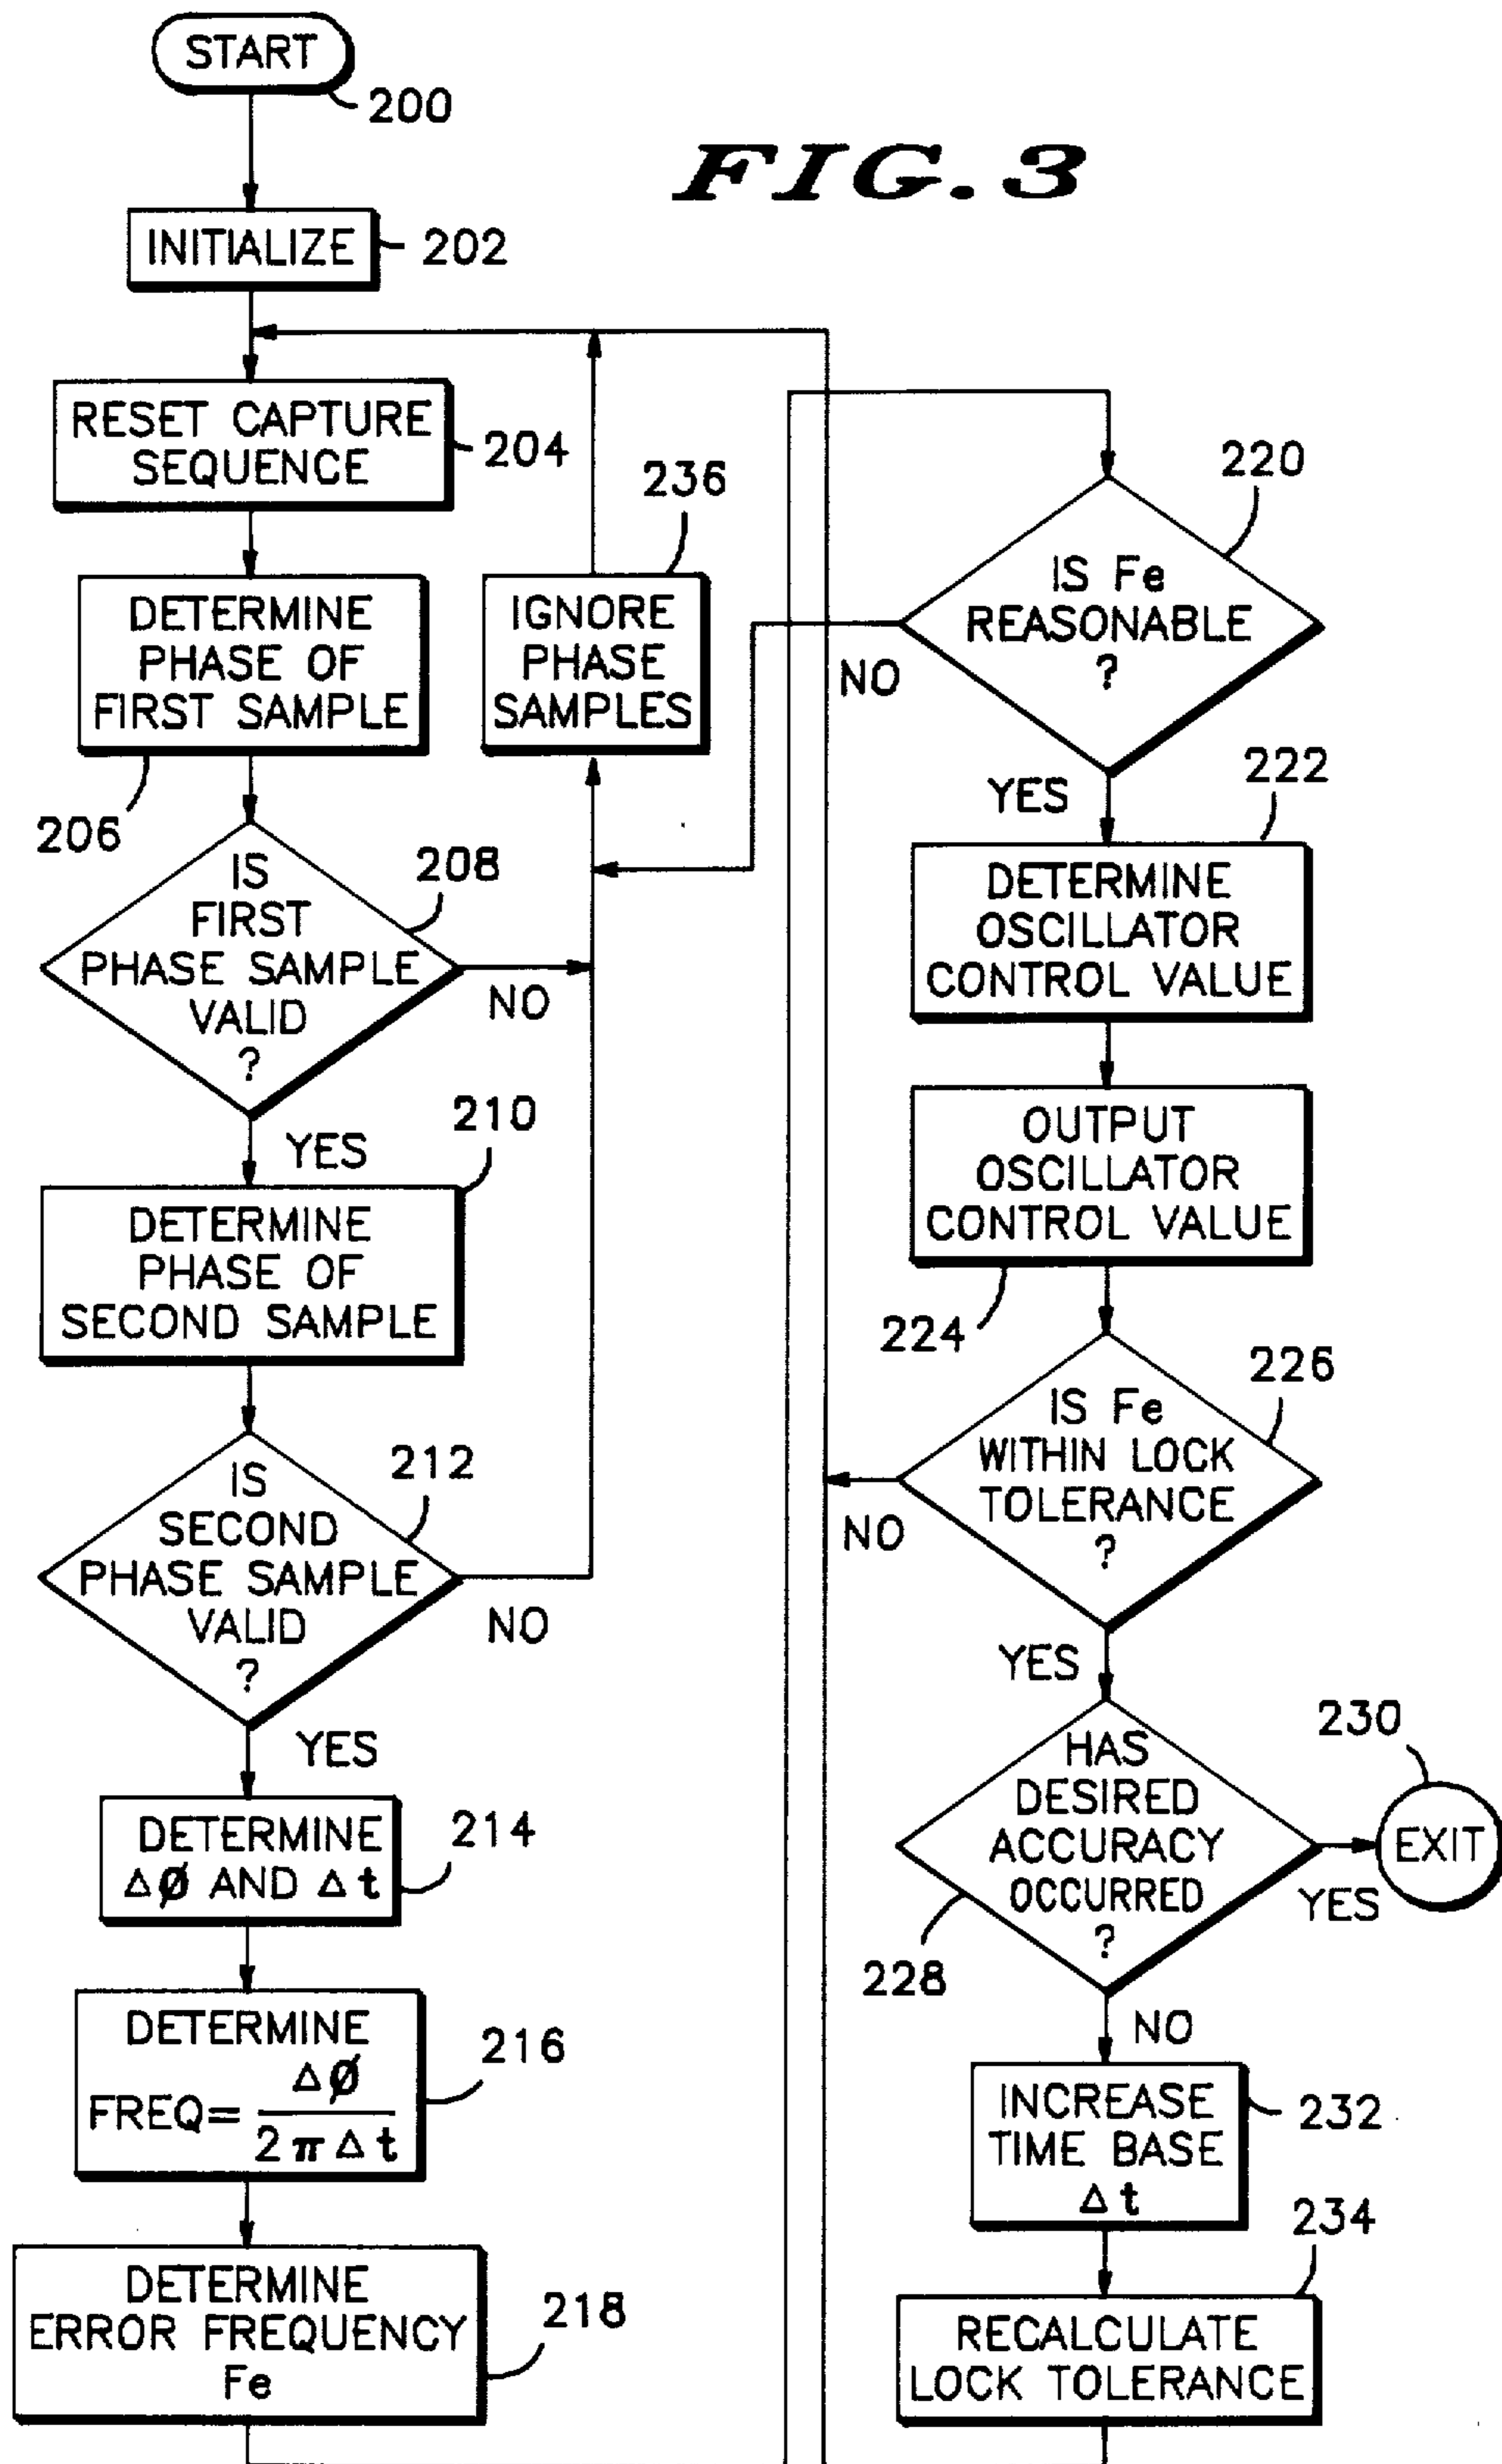 START
200
FIG. 3
INITIALIZE
202
RESET CAPTURE
SEQUENCE
204
DETERMINE
PHASE OF
FIRST SAMPLE
206
IS
FIRST
PHASE SAMPLE
VALID
?
208
NO
YES
210
DETERMINE
PHASE OF
SECOND SAMPLE
IS
SECOND
PHASE SAMPLE
VALID
?
212
NO
YES
DETERMINE
Δø AND Δt
214
DETERMINE
FREQ= Δø
2πΔt
216
DETERMINE
ERROR FREQUENCY
Fe
218
236
IGNORE
PHASE
SAMPLES
220
IS Fe
REASONABLE
?
NO
YES
222
DETERMINE
OSCILLATOR
CONTROL VALUE
OUTPUT
OSCILLATOR
CONTROL VALUE
224
226
IS Fe
WITHIN LOCK
TOLERANCE
?
NO
YES
HAS
DESIRED
ACCURACY
OCCURRED
?
228
YES
230
EXIT
NO
INCREASE
TIME BASE
Δt
232
234
RECALCULATE
LOCK TOLERANCE